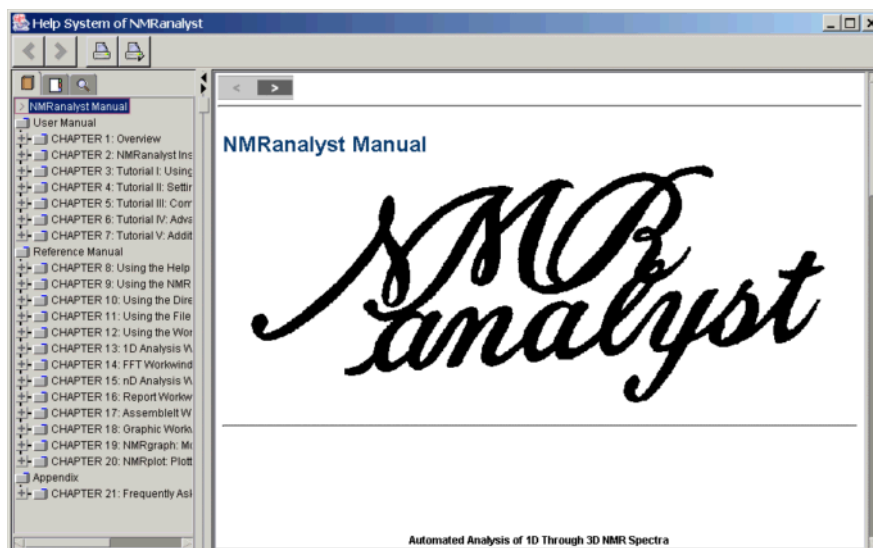 Help System of NMRanalyst
NMRanalyst Manual
User Manual
CHAPTER 1: Overview
CHAPTER 2: NMRanalyst Ins
CHAPTER 3: Tutorial I: Using
CHAPTER 4: Tutorial II: Settin
CHAPTER 5: Tutorial III: Com
CHAPTER 6: Tutorial IV: Adva
CHAPTER 7: Tutorial V: Addit
Reference Manual
CHAPTER 8: Using the Help
CHAPTER 9: Using the NMR
CHAPTER 10: Using the Dire
CHAPTER 11: Using the File
CHAPTER 12: Using the Wor
CHAPTER 13: 1D Analysis W
CHAPTER 14: FFT Workwind
CHAPTER 15: nD Analysis W
CHAPTER 16: Report Workw
CHAPTER 17: AssembleIt W
CHAPTER 18: Graphic Workw
CHAPTER 19: NMRgraph: Mo
CHAPTER 20: NMRplot: Plott
Appendix
CHAPTER 21: Frequently Ask
NMRanalyst Manual
NMR
analyst
Automated Analysis of 1D Through 3D NMR Spectra